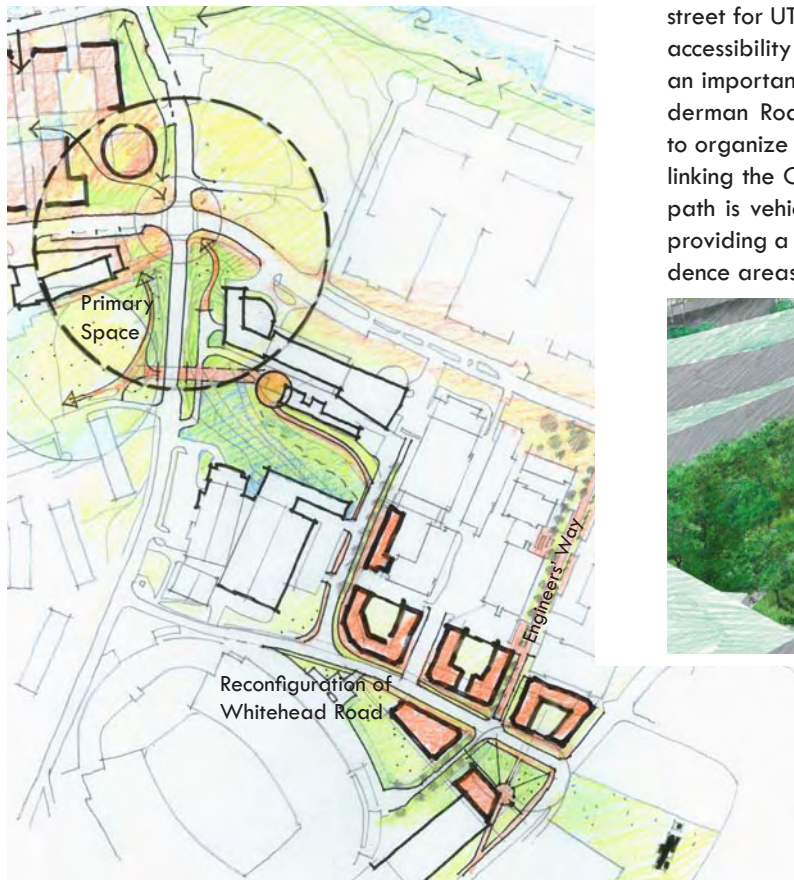 street for UT
accessibility
an important
derman Roa
to organize
linking the C
path is vehic
providing a
dence areas
Primary
Space
Engineers' Way
Reconfiguration of
Whitehead Road